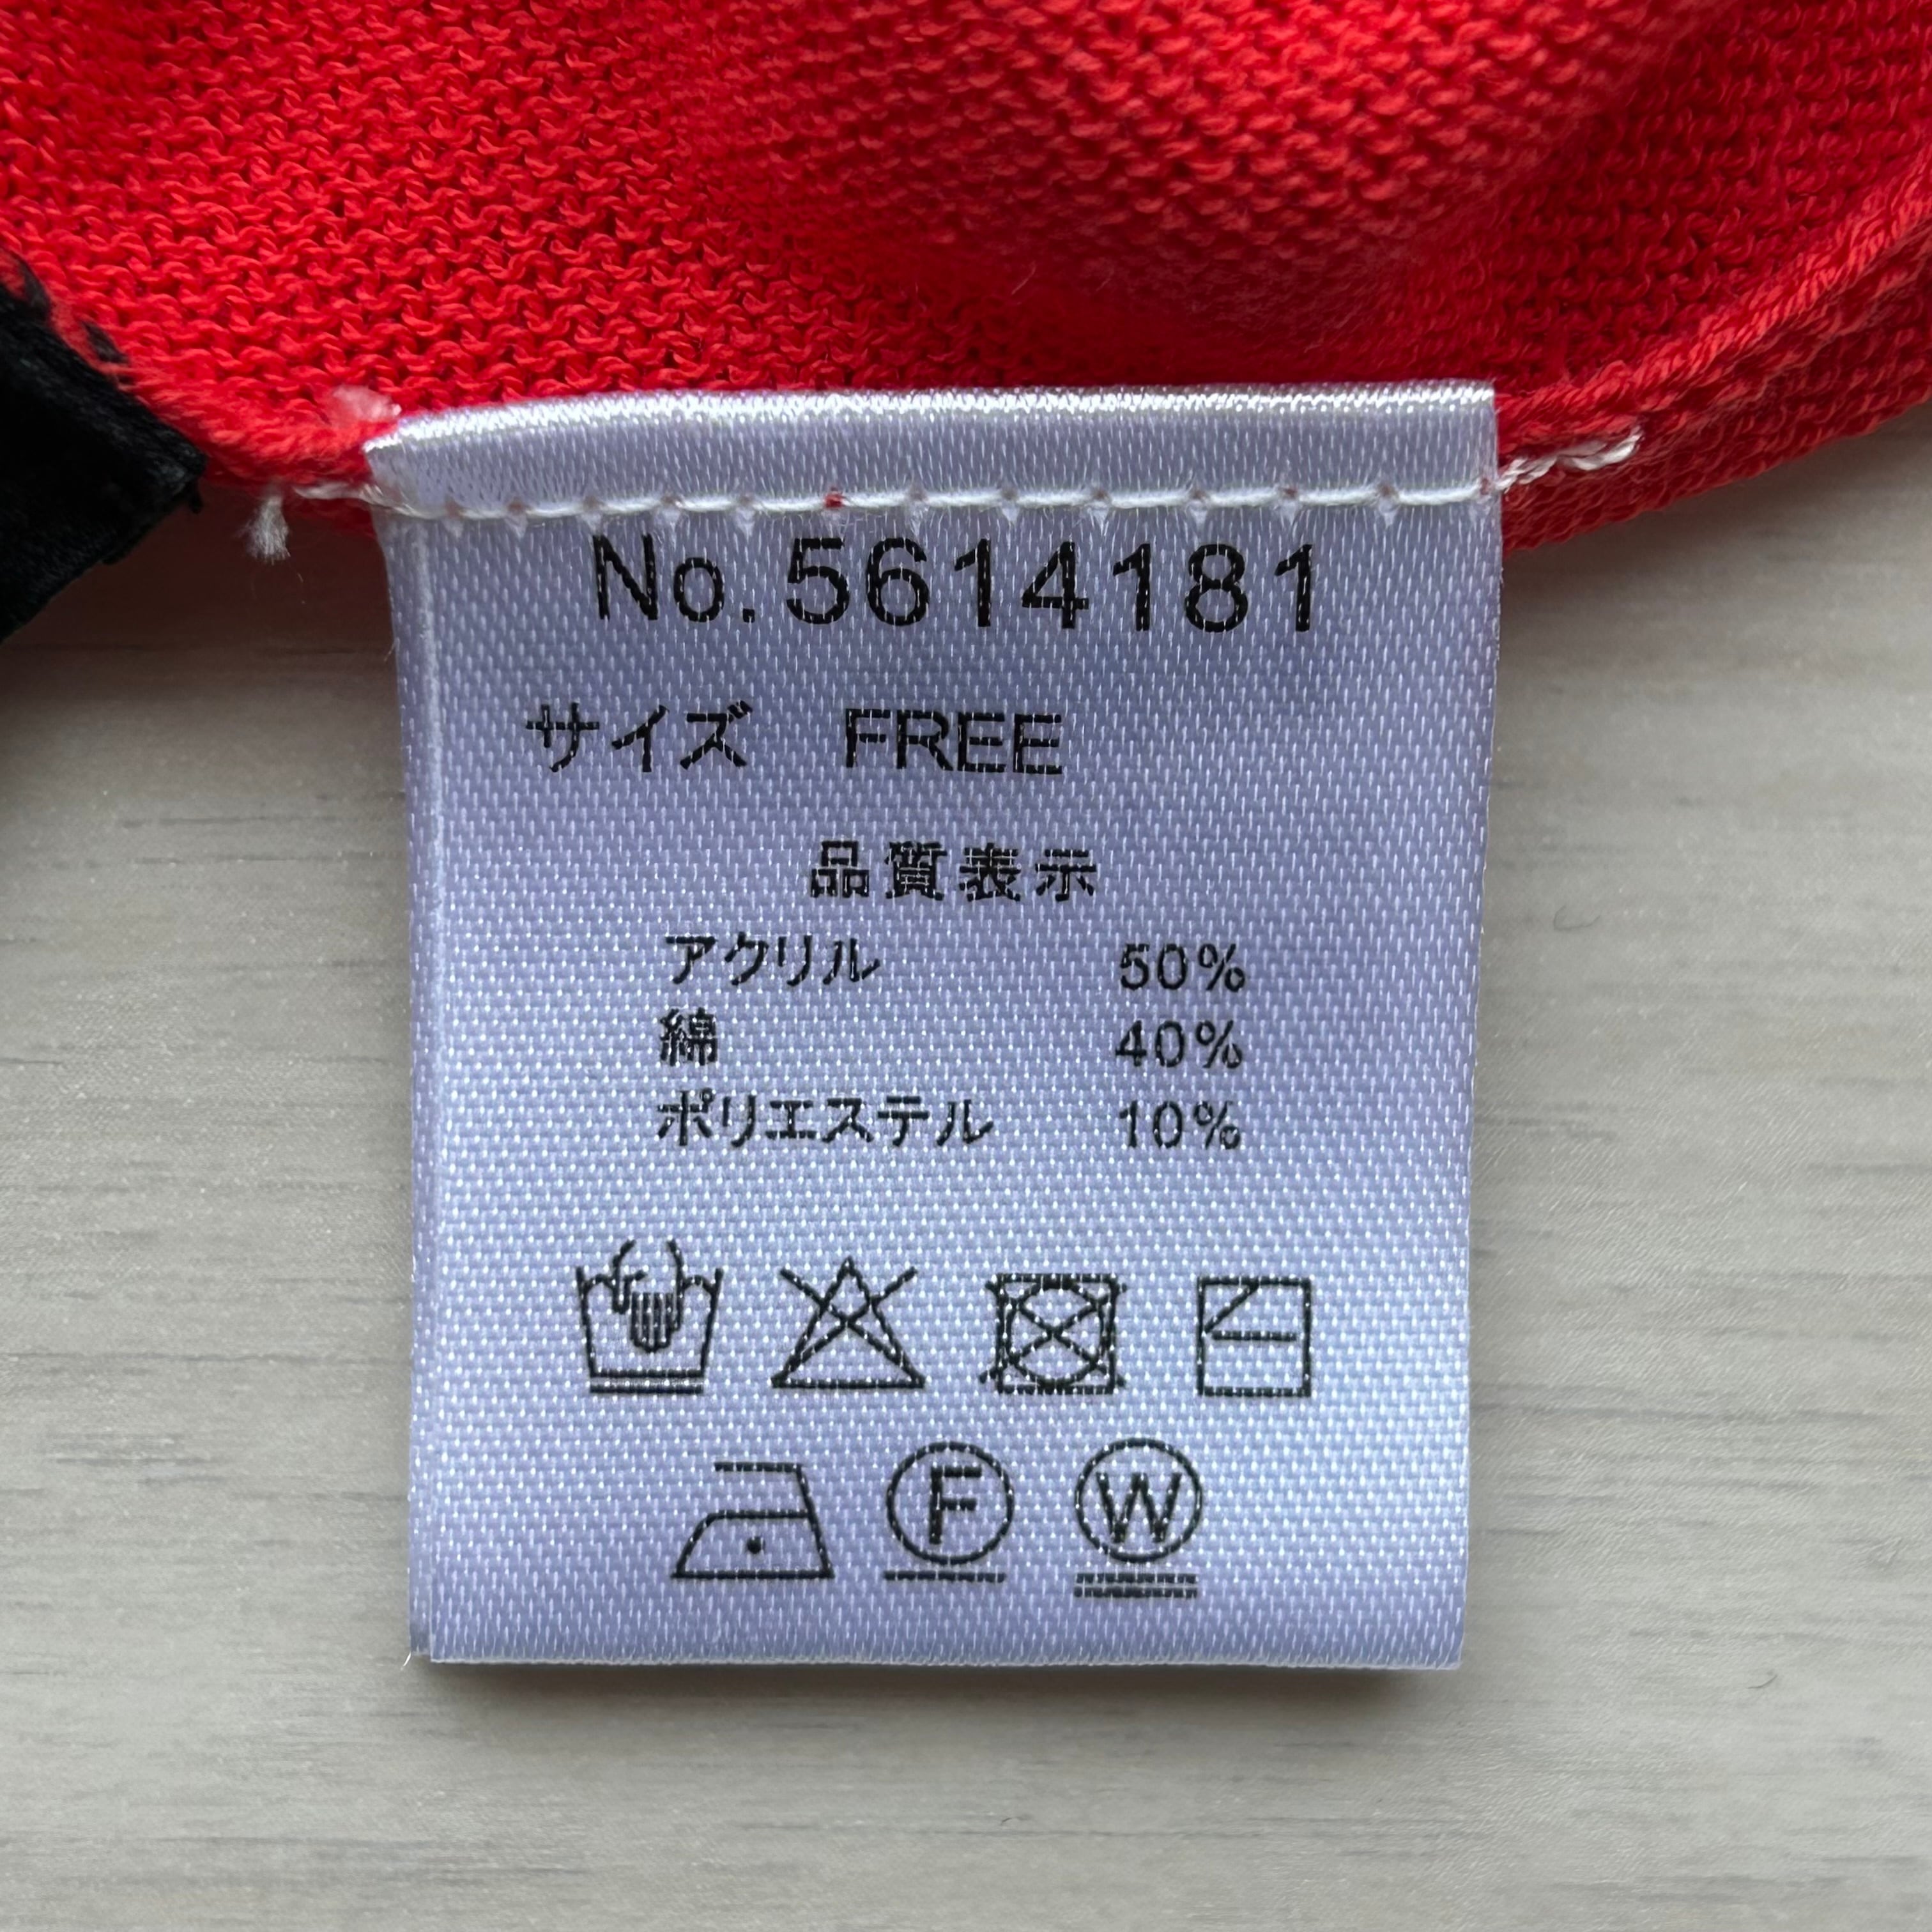 No.5614181
サイズ FREE
品質表示
アクリル 50%
綿 40%
ポリエステル 10%
F W